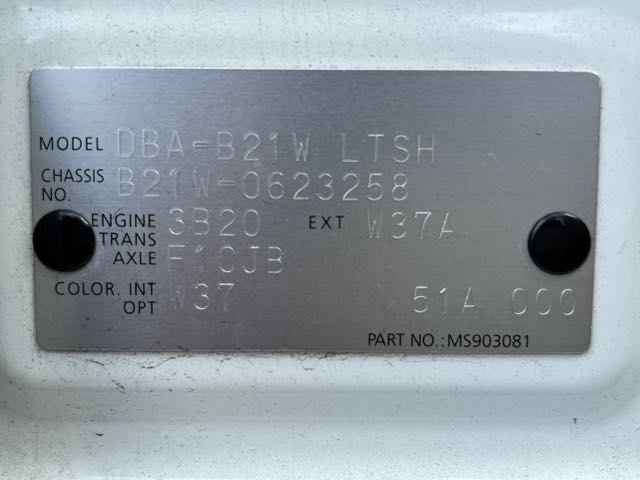 MODEL DBA-B21W LTSH
CHASSIS NO. B21W-0623258
ENGINE 3B20 EXT W37A
TRANS AXLE F1CJB
COLOR. INT OPT W37 51A 000
PART NO.:MS903081